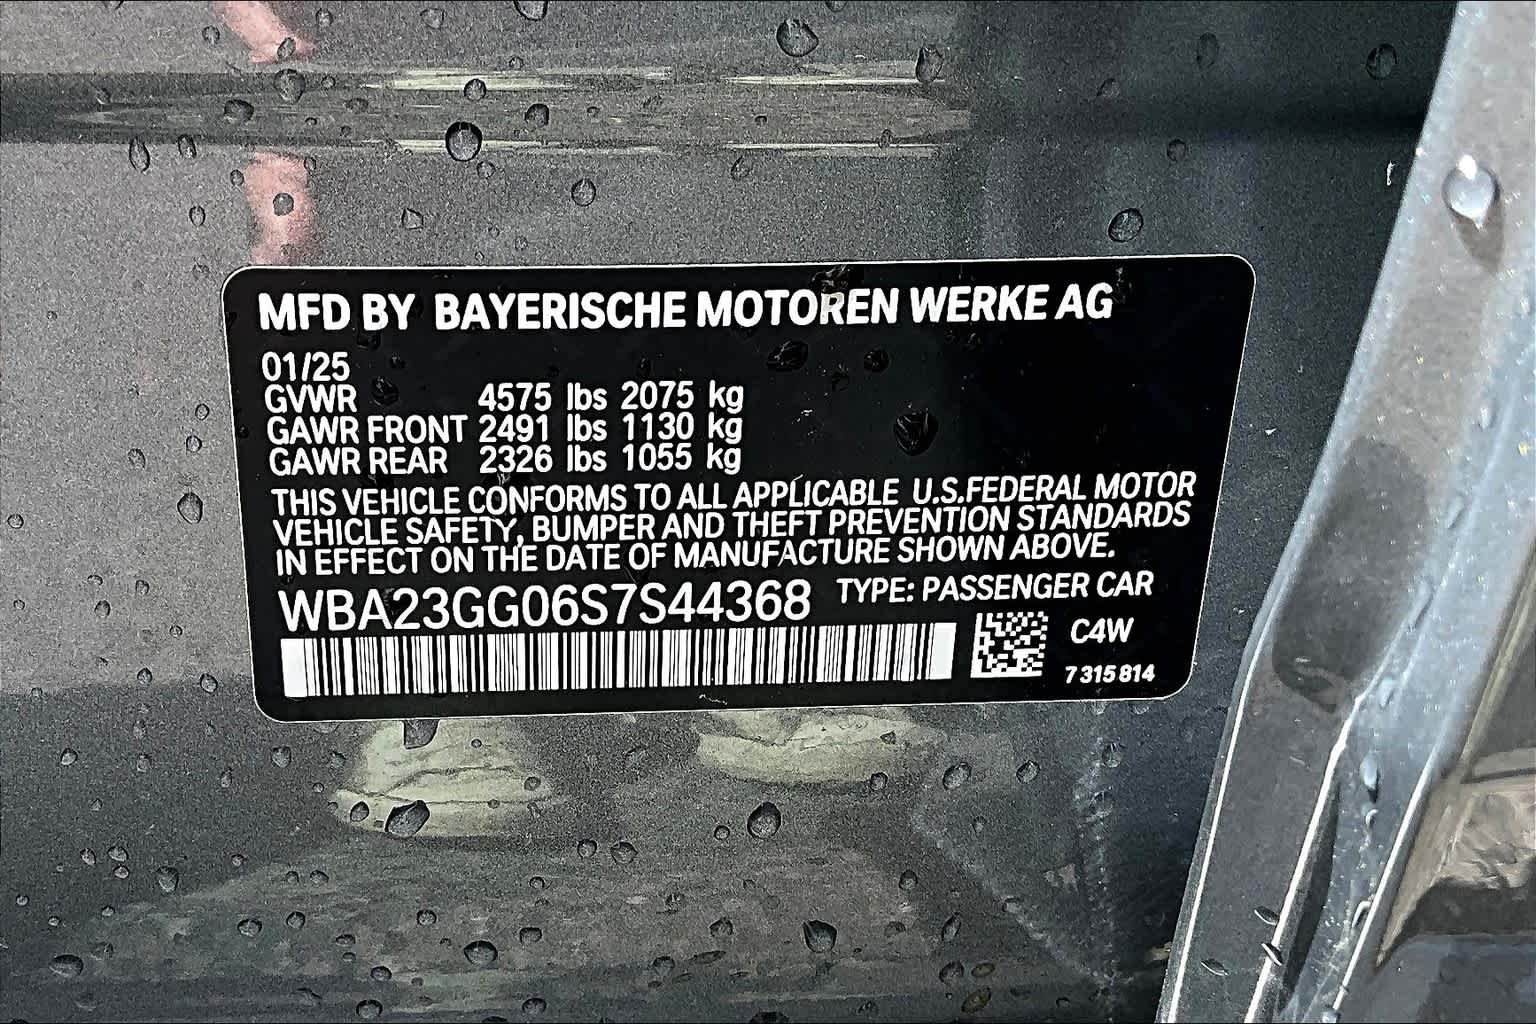 MFD BY BAYERISCHE MOTOREN WERKE AG
01/25
GVWR 4575 lbs 2075 kg
GAWR FRONT 2491 lbs 1130 kg
GAWR REAR 2326 lbs 1055 kg
THIS VEHICLE CONFORMS TO ALL APPLICABLE U.S.FEDERAL MOTOR
VEHICLE SAFETY, BUMPER AND THEFT PREVENTION STANDARDS
IN EFFECT ON THE DATE OF MANUFACTURE SHOWN ABOVE.
WBA23GG06S7S44368 TYPE: PASSENGER CAR
C4W
7 315 814